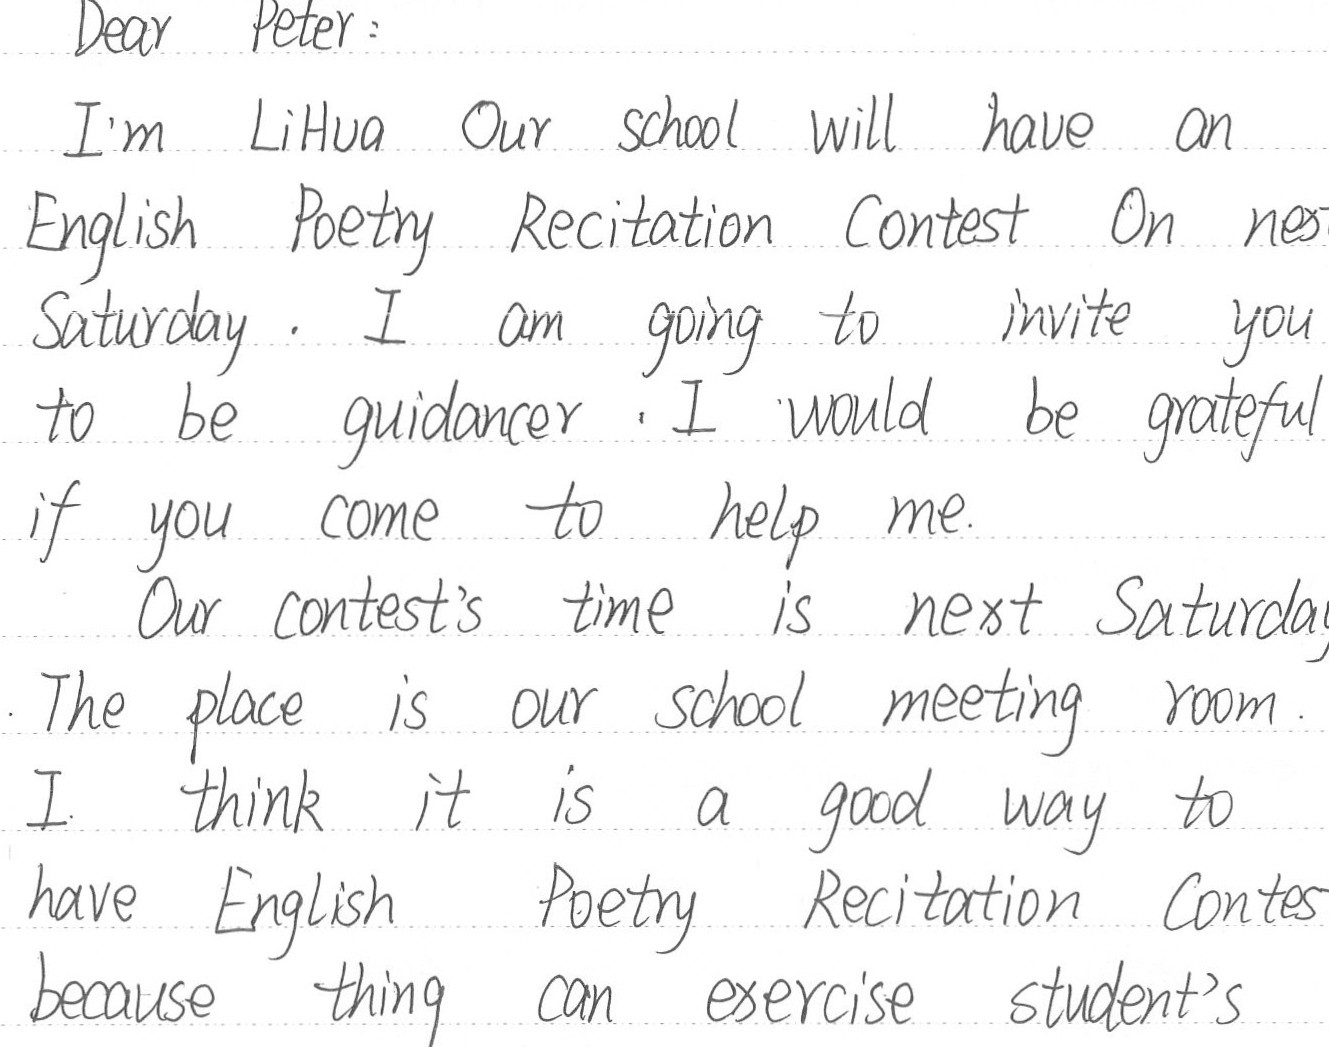 Dear Peter:
I'm LiHua Our school will have an
English Poetry Recitation Contest On nex
Saturday. I am going to invite you
to be guidancer. I would be grateful
if you come to help me.
Our contest's time is next Saturday
. The place is our school meeting room.
I think it is a good way to
have English Poetry Recitation Contes
because thing can exercise student's